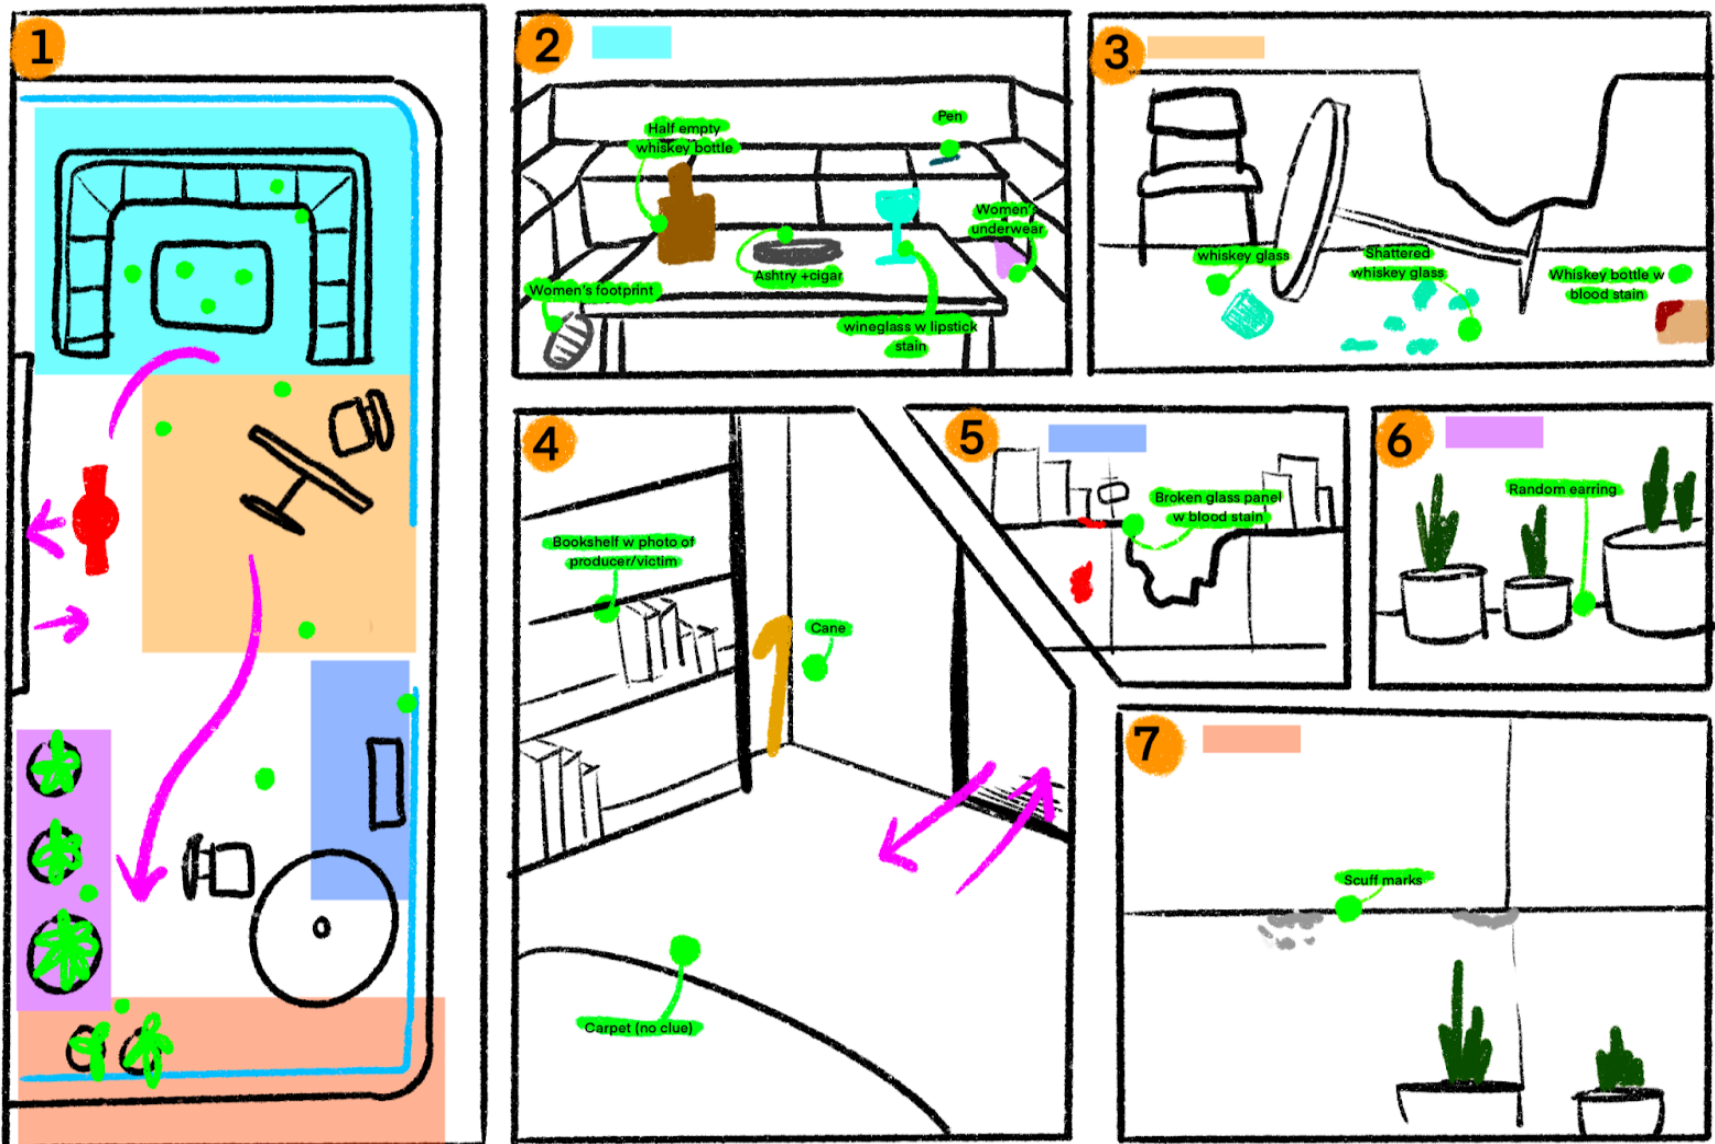 1
2
Half empty
whiskey bottle
Pen
Women's
underwear
Ashtry +cigar
Women's footprint
wineglass w lipstick
stain
3
whiskey glass
Shattered
whiskey glass
Whiskey bottle w
blood stain
4
Bookshelf w photo of
producer/victim
Cane
Carpet (no clue)
5
Broken glass panel
w blood stain
6
Random earring
7
Scuff marks